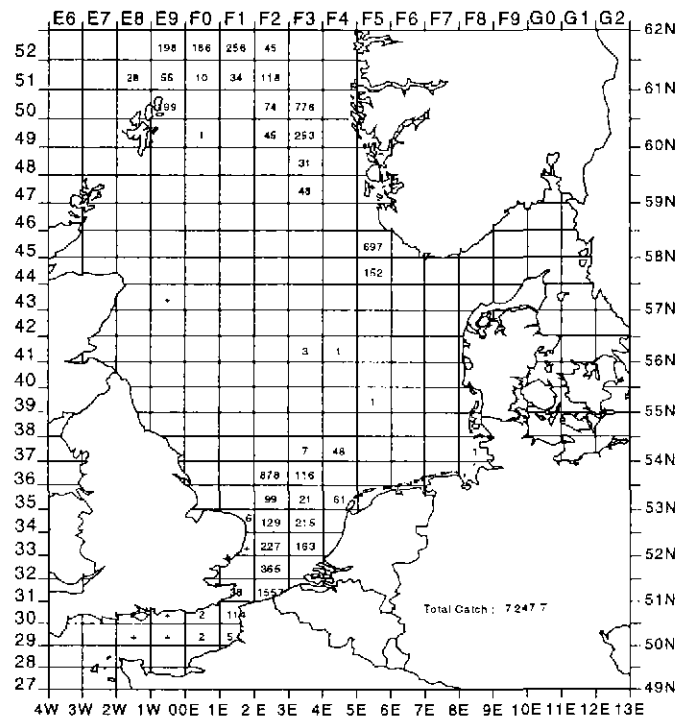 E6 E7 E8 E9 F0 F1 F2 F3 F4 F5 F6 F7 F8 F9 G0 G1 G2
62N
52 198 186 256 45
51 28 55 10 34 118 61N
50 199 74 776
49 1 45 253 60N
48 31
47 48 59N
46
45 697 58N
44 152
43 + 57N
42
41 3 1 56N
40
39 1 55N
38
37 7 48 1 54N
36 878 116
35 99 21 61 53N
34 6 129 215
33 + + 227 163 52N
32 365
31 38 1557 51N
Total Catch : 7247 7
30 + + 2 114
29 + + 2 5 50N
28
27 49N
4W 3W 2W 1W 00E 1E 2E 3E 4E 5E 6E 7E 8E 9E 10E 11E 12E 13E